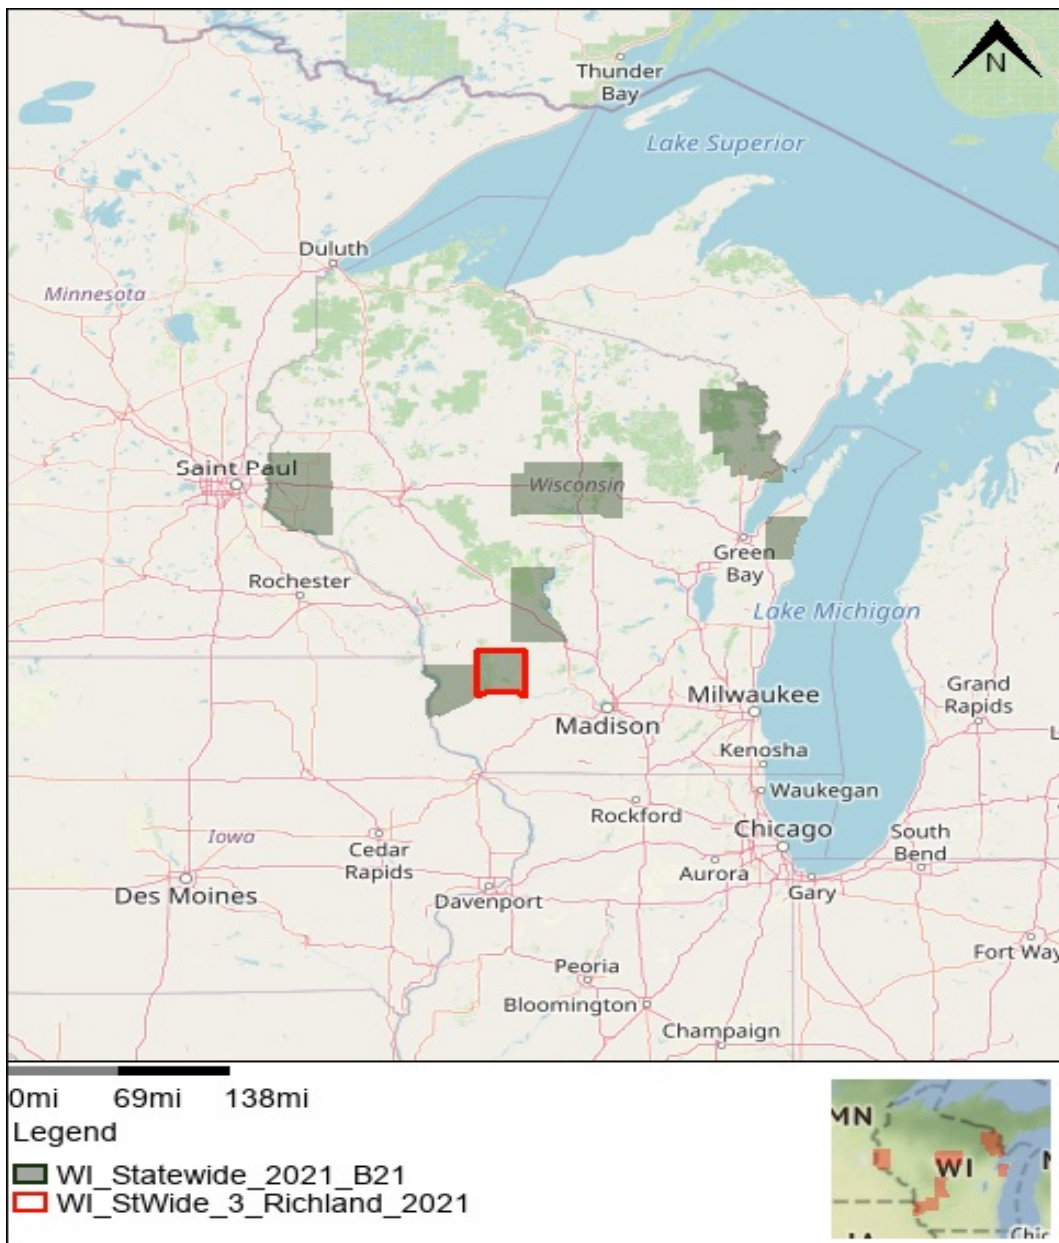 N
Thunder
Bay
Lake Superior
Duluth
Minnesota
Saint Paul
Wisconsin
Green
Bay
Rochester
Lake Michigan
Grand
Rapids
Milwaukee
Madison
Kenosha
Waukegan
Rockford
Chicago
South
Bend
Iowa
Cedar
Rapids
Aurora
Gary
Des Moines
Davenport
Fort Way
Peoria
Bloomington
Champaign
0mi 69mi 138mi
Legend
WI_Statewide_2021_B21
WI_StWide_3_Richland_2021
MN
WI